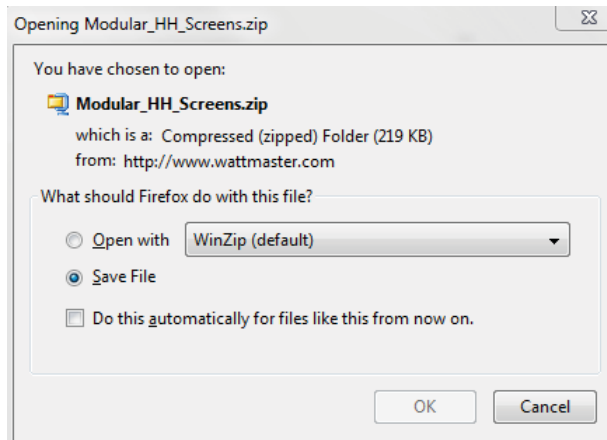 Opening Modular_HH_Screens.zip
You have chosen to open:
Modular_HH_Screens.zip
which is a: Compressed (zipped) Folder (219 KB)
from: http://www.wattmaster.com
What should Firefox do with this file?
Open with WinZip (default)
Save File
Do this automatically for files like this from now on.
OK Cancel